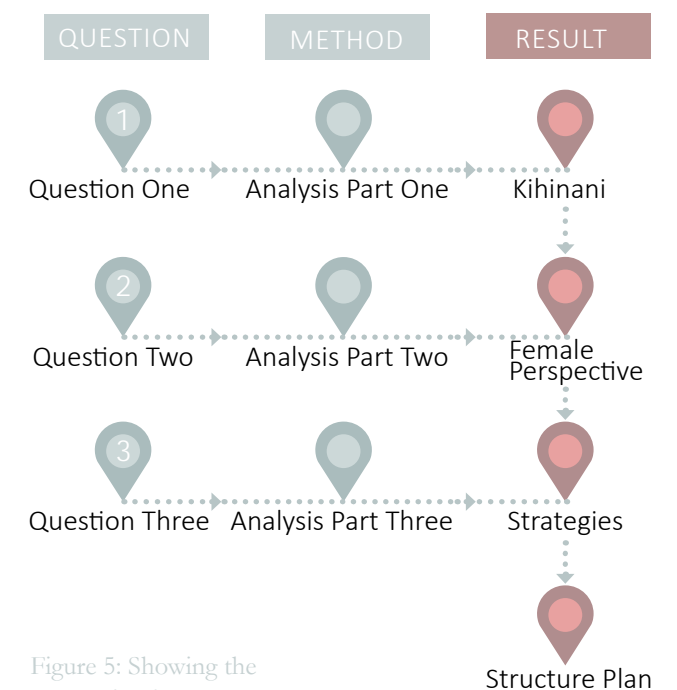 QUESTION METHOD RESULT
1
Question One Analysis Part One Kihinani
2
Question Two Analysis Part Two Female
Perspective
3
Question Three Analysis Part Three Strategies
Figure 5: Showing the
Structure Plan